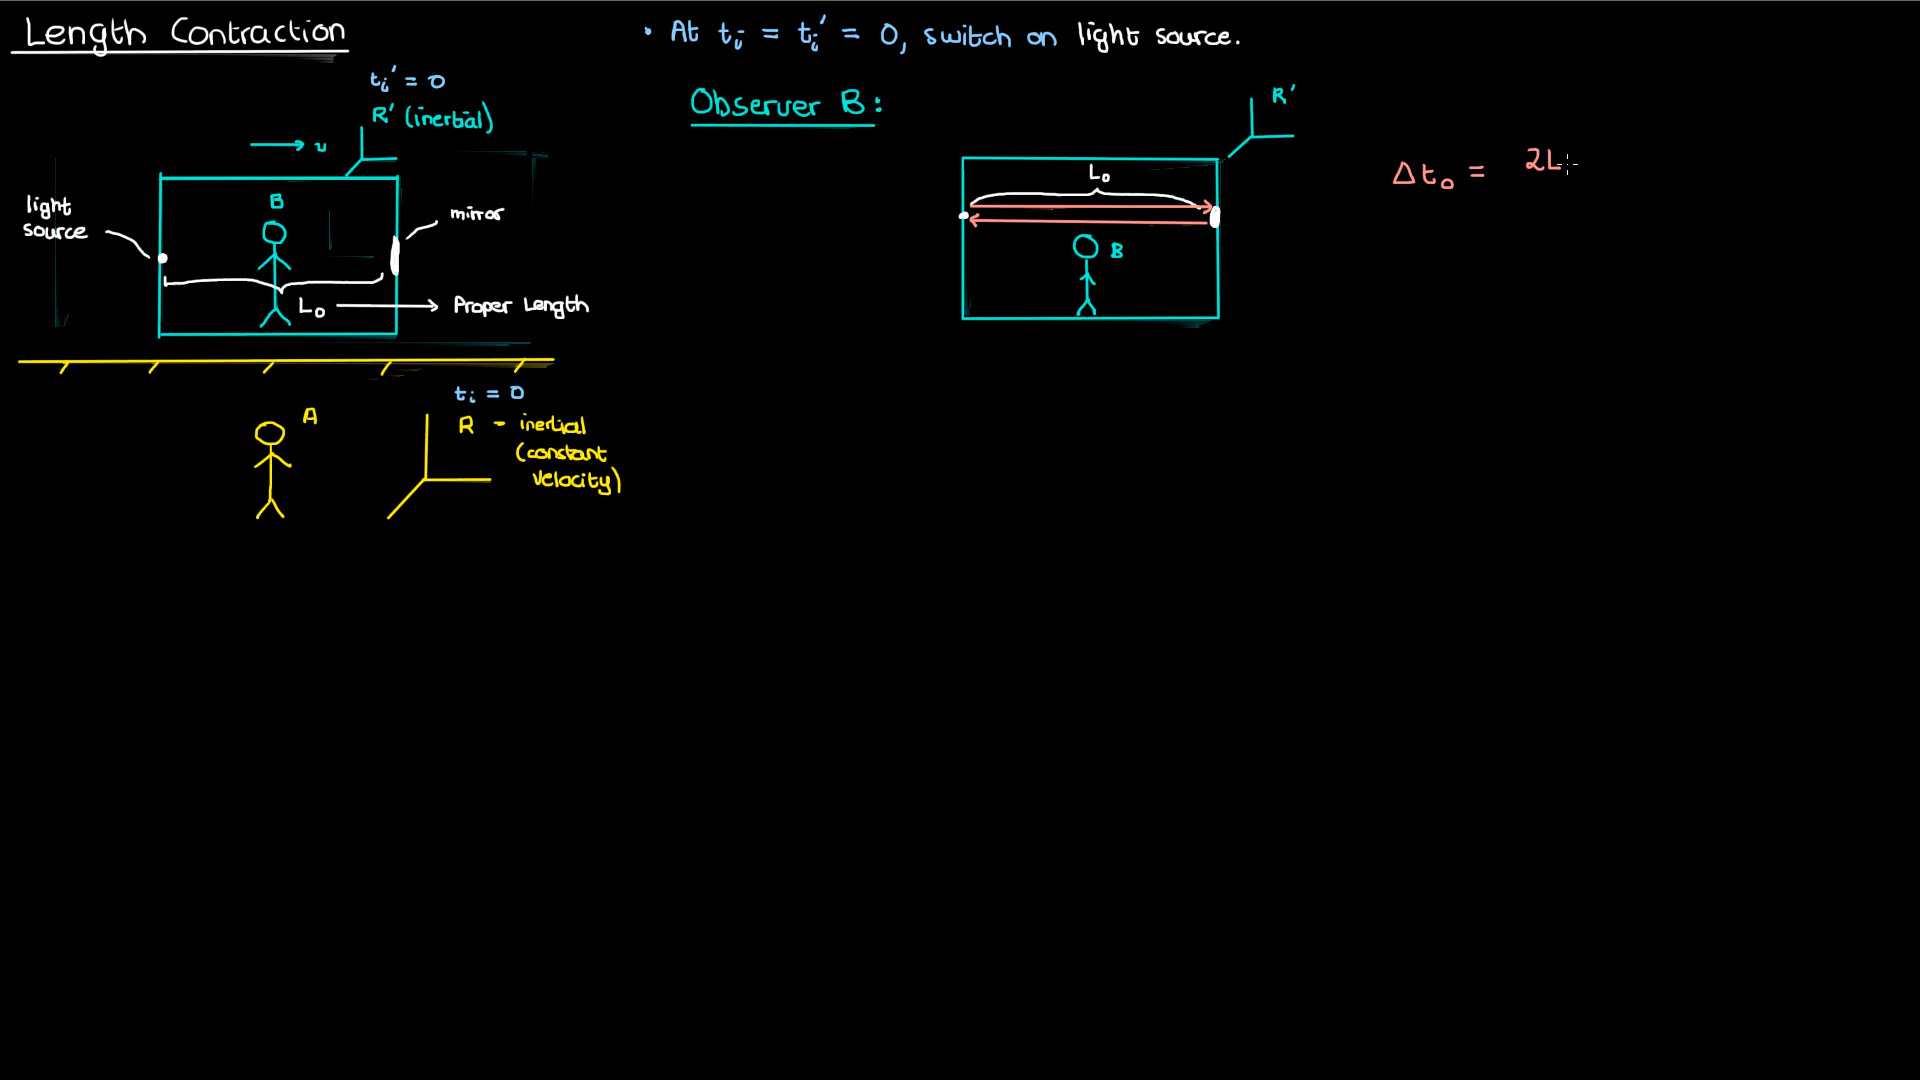 Length Contraction
• At tᵢ = tᵢ' = 0, switch on light source.
tᵢ' = 0
R' (inertial)
u
light
source
B
mirror
L₀ → Proper Length
tᵢ = 0
A
R - inertial
(constant
velocity)
Observer B:
R'
L₀
B
Δt₀ = 2L